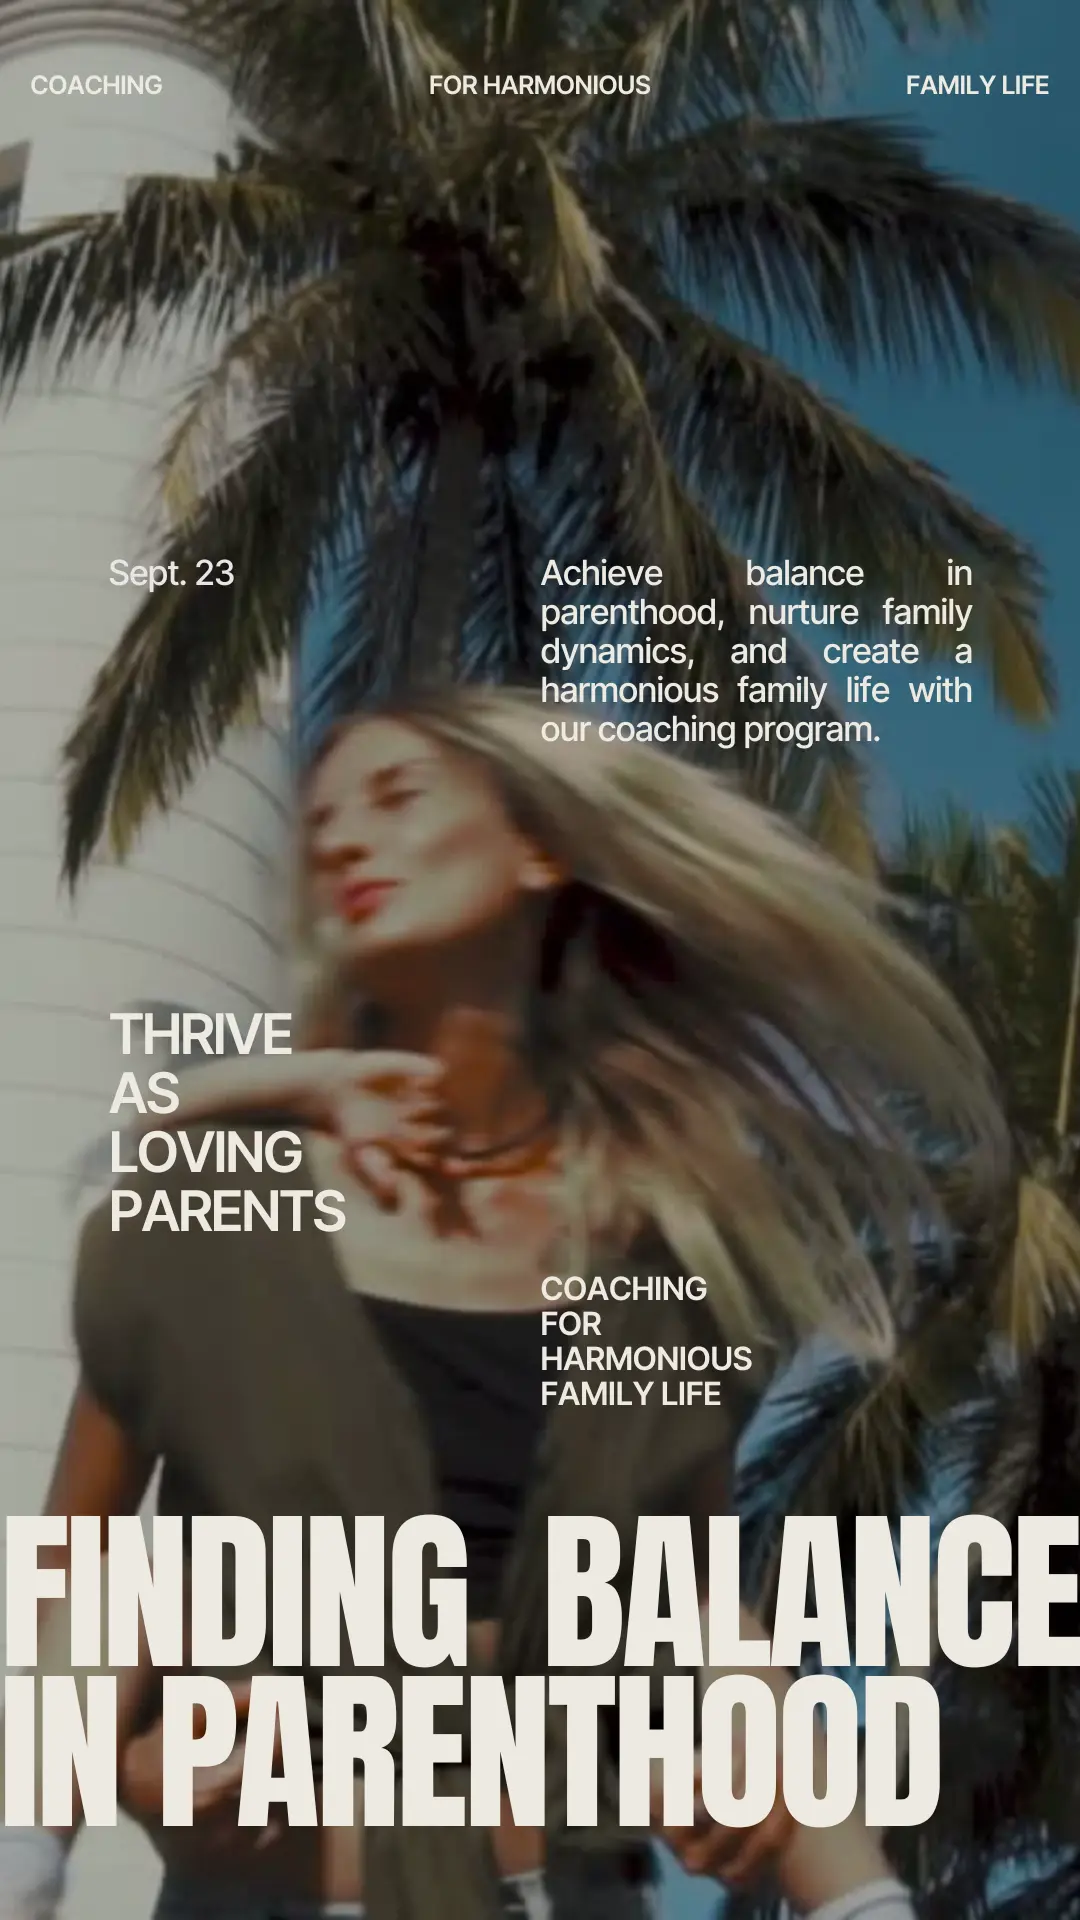 COACHING
FOR HARMONIOUS
FAMILY LIFE
Sept. 23
Achieve balance in
parenthood, nurture family
dynamics, and create a
harmonious family life with
our coaching program.
THRIVE
AS
LOVING
PARENTS
COACHING
FOR
HARMONIOUS
FAMILY LIFE
FINDING BALANCE
IN PARENTHOOD